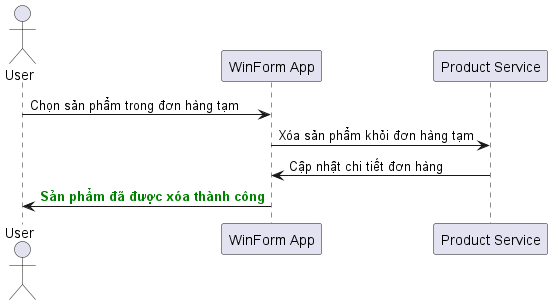 User
WinForm App
Product Service
Chọn sản phẩm trong đơn hàng tạm
Xóa sản phẩm khỏi đơn hàng tạm
Cập nhật chi tiết đơn hàng
Sản phẩm đã được xóa thành công
User
WinForm App
Product Service